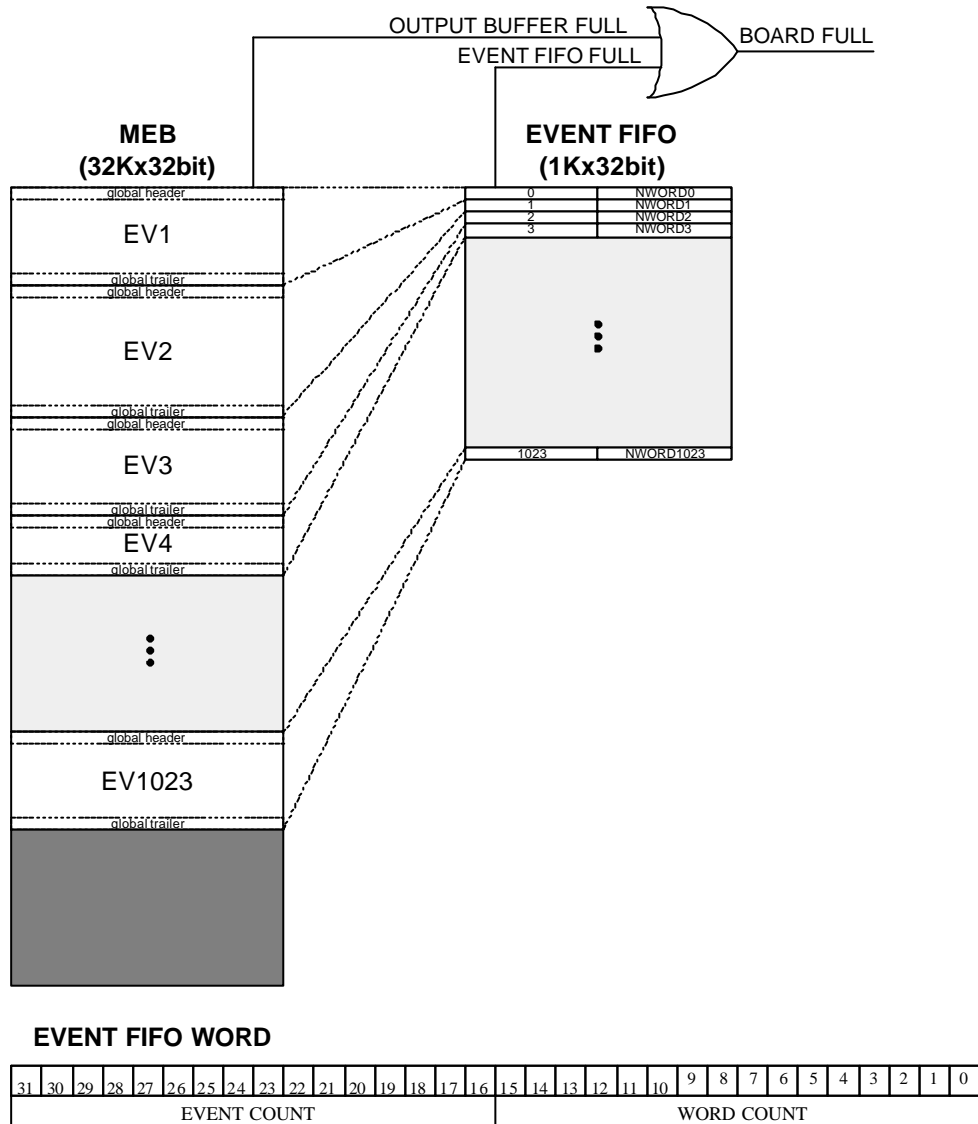 OUTPUT BUFFER FULL
BOARD FULL
EVENT FIFO FULL
MEB
(32Kx32bit)
EVENT FIFO
(1Kx32bit)
global header
EV1
global trailer
global header
EV2
global trailer
global header
EV3
global trailer
global header
EV4
global trailer
global header
EV1023
global trailer
0 NWORD0
1 NWORD1
2 NWORD2
3 NWORD3
1023 NWORD1023
EVENT FIFO WORD
31 30 29 28 27 26 25 24 23 22 21 20 19 18 17 16 15 14 13 12 11 10 9 8 7 6 5 4 3 2 1 0
EVENT COUNT WORD COUNT